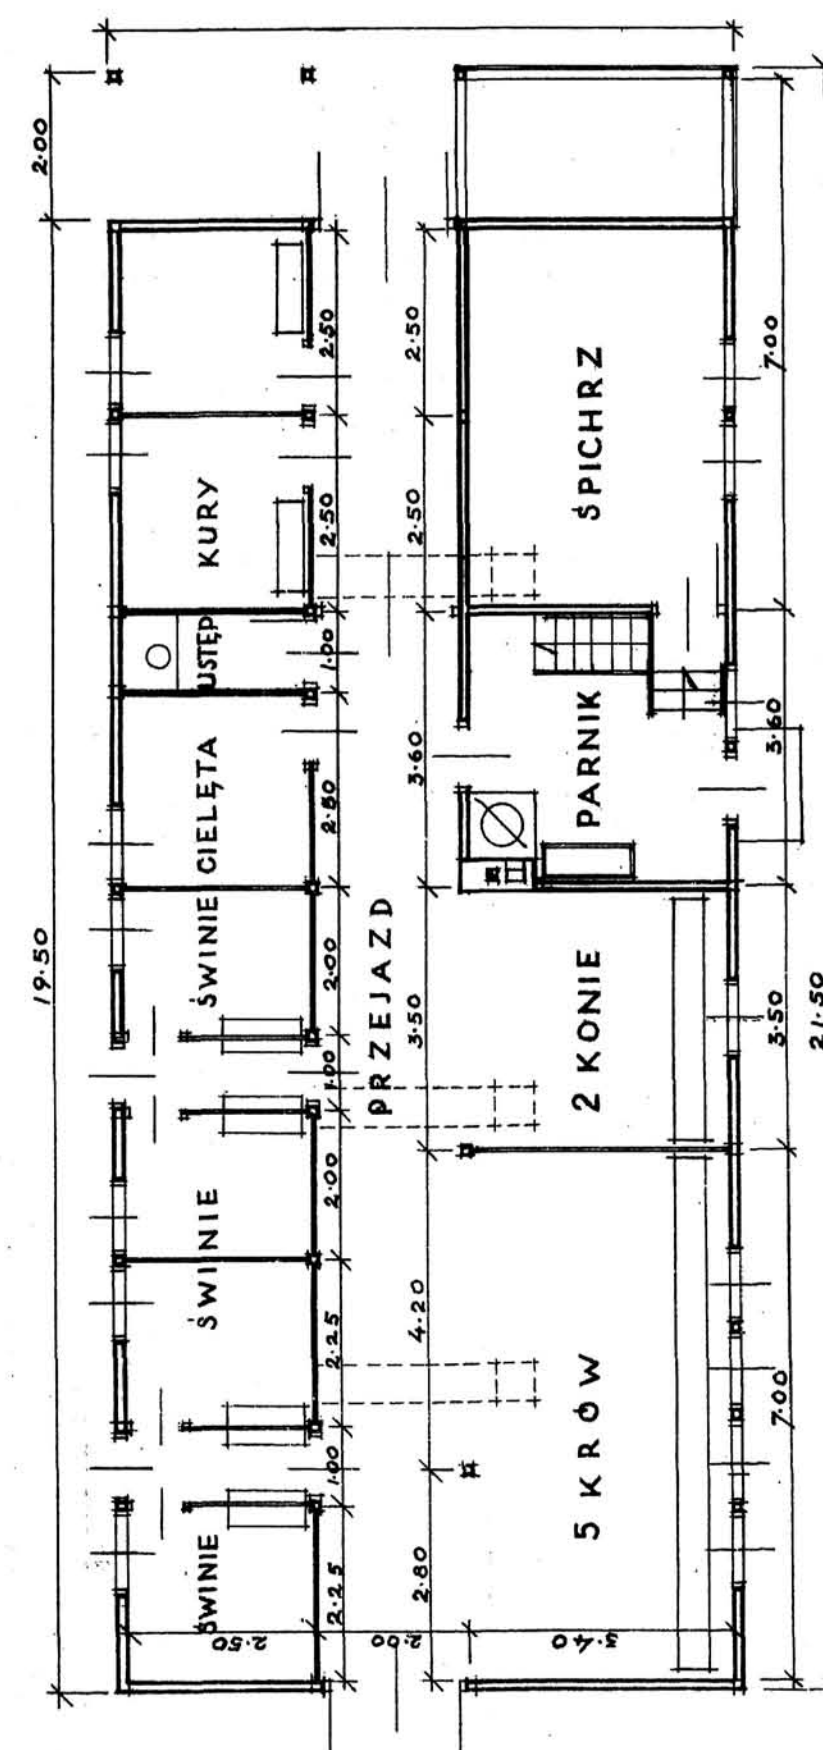 2.00
19.50
KURY
USTĘP
ŚWINIE CIELĘTA
ŚWINIE
ŚWINIE
2.50
2.50
1.00
2.80
2.00
1.00
2.00
2.25
1.00
2.25
PRZEJAZD
2.50
2.50
3.60
3.50
4.20
2.80
ŚPICHRZ
PARNIK
2 KONIE
5 KRÓW
7.00
3.60
3.50
7.00
21.50
2.50
2.00
3.40